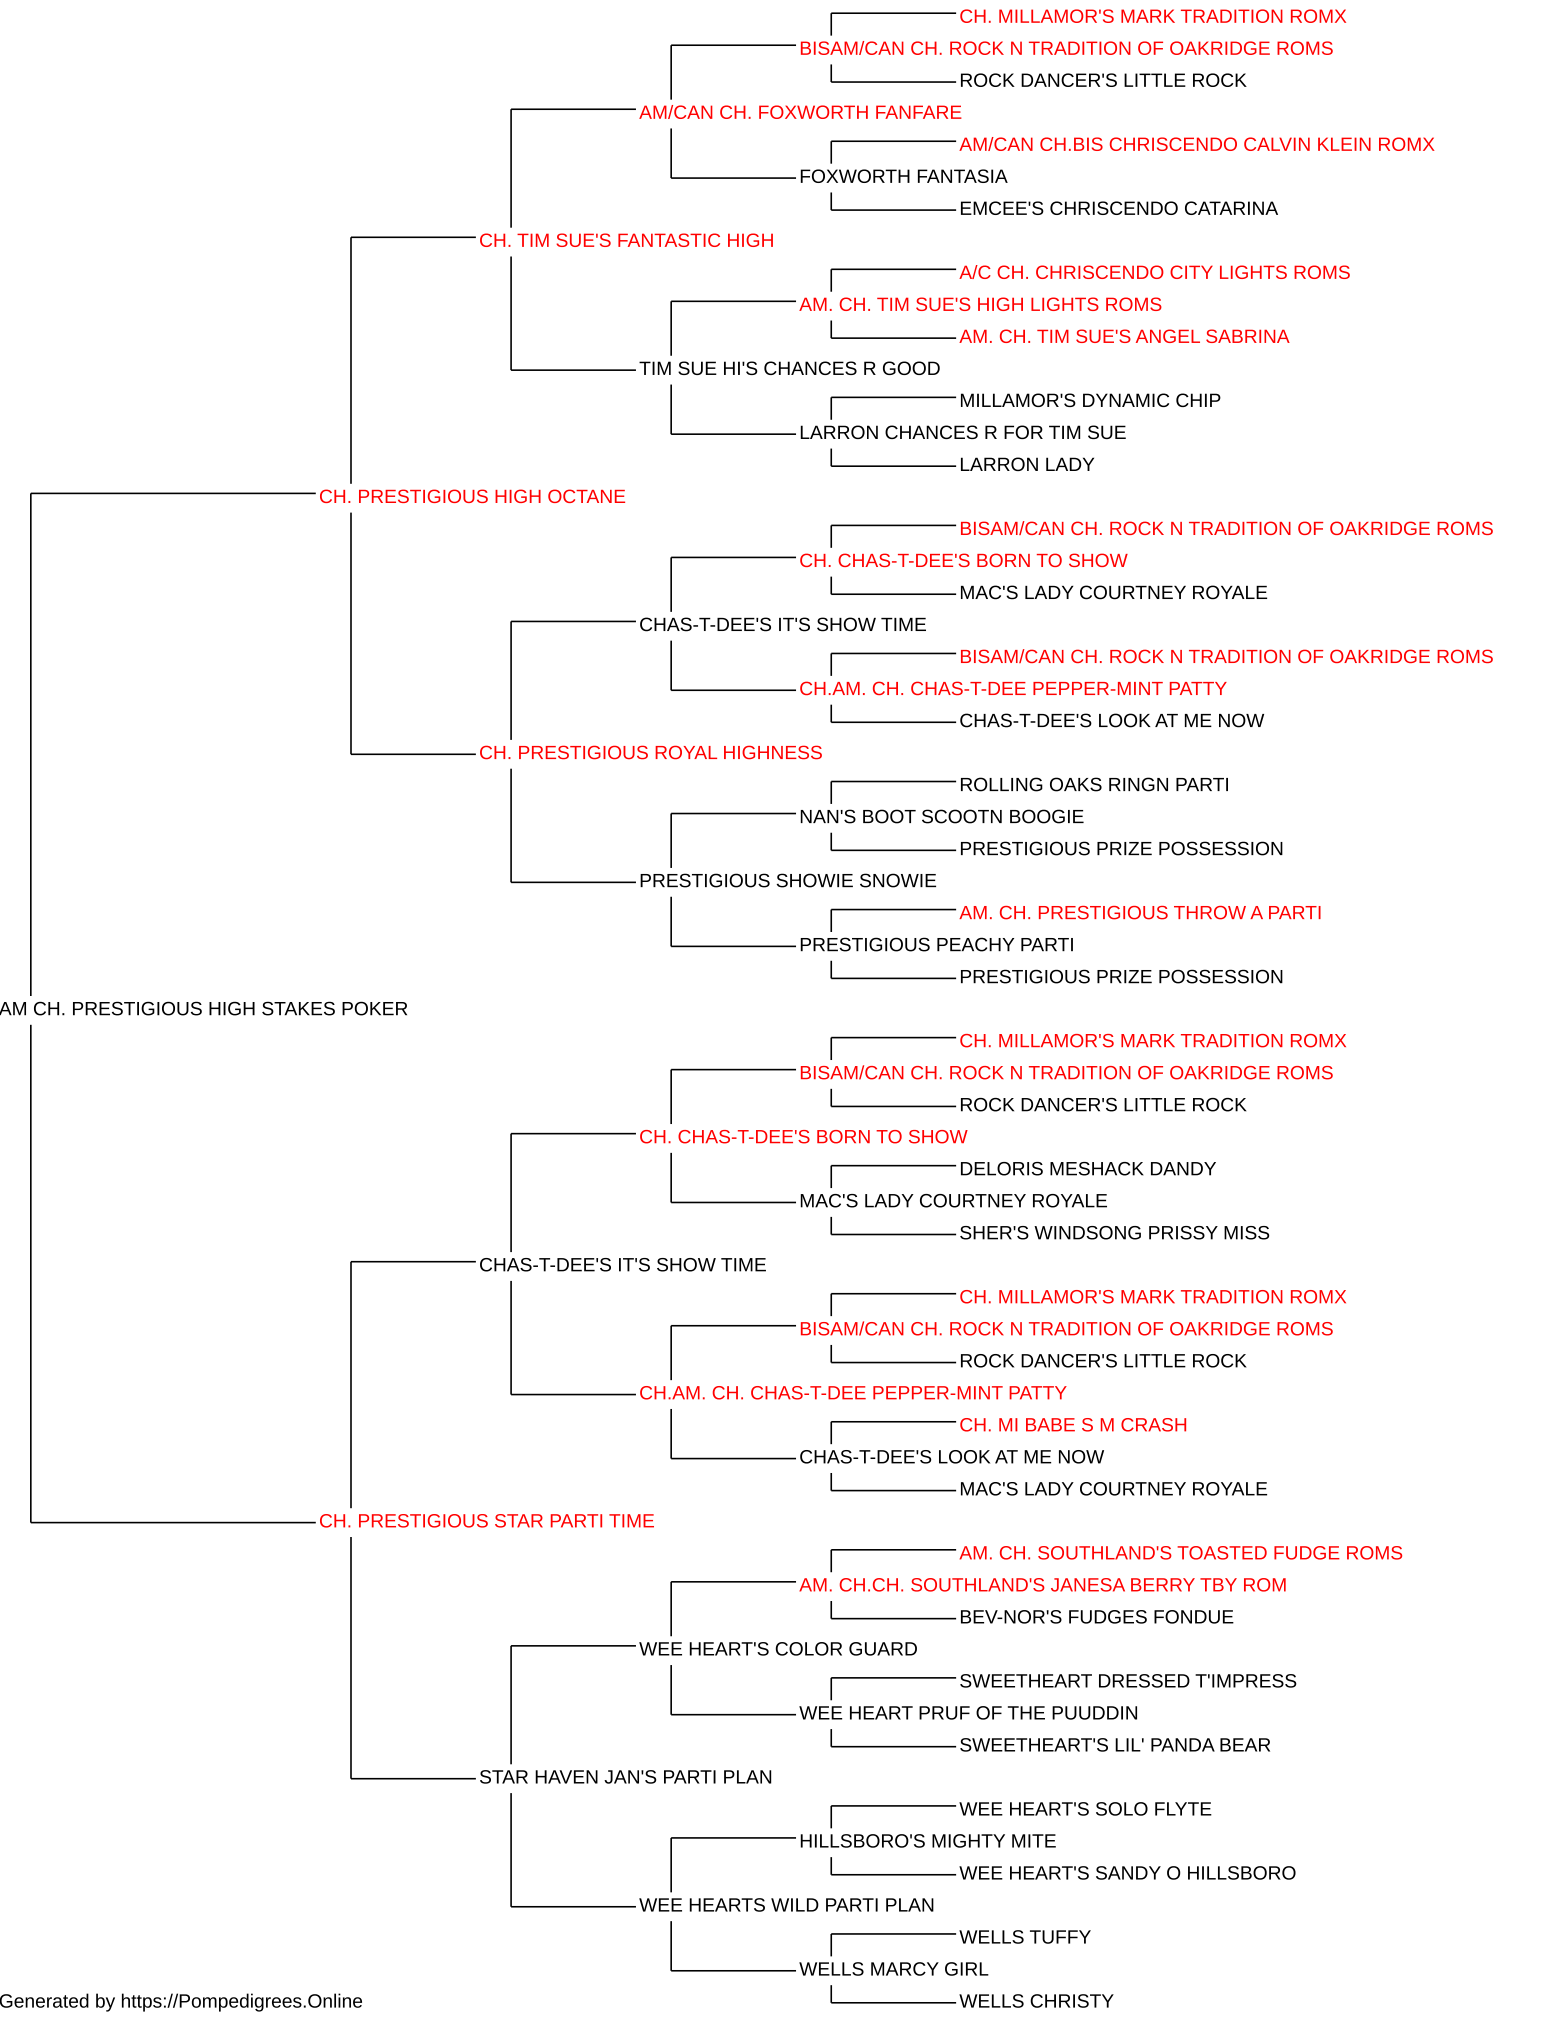 CH. MILLAMOR'S MARK TRADITION ROMX
BISAM/CAN CH. ROCK N TRADITION OF OAKRIDGE ROMS
ROCK DANCER'S LITTLE ROCK
AM/CAN CH. FOXWORTH FANFARE
AM/CAN CH.BIS CHRISCENDO CALVIN KLEIN ROMX
FOXWORTH FANTASIA
EMCEE'S CHRISCENDO CATARINA
CH. TIM SUE'S FANTASTIC HIGH
A/C CH. CHRISCENDO CITY LIGHTS ROMS
AM. CH. TIM SUE'S HIGH LIGHTS ROMS
AM. CH. TIM SUE'S ANGEL SABRINA
TIM SUE HI'S CHANCES R GOOD
MILLAMOR'S DYNAMIC CHIP
LARRON CHANCES R FOR TIM SUE
LARRON LADY
CH. PRESTIGIOUS HIGH OCTANE
BISAM/CAN CH. ROCK N TRADITION OF OAKRIDGE ROMS
CH. CHAS-T-DEE'S BORN TO SHOW
MAC'S LADY COURTNEY ROYALE
CHAS-T-DEE'S IT'S SHOW TIME
BISAM/CAN CH. ROCK N TRADITION OF OAKRIDGE ROMS
CH.AM. CH. CHAS-T-DEE PEPPER-MINT PATTY
CHAS-T-DEE'S LOOK AT ME NOW
CH. PRESTIGIOUS ROYAL HIGHNESS
ROLLING OAKS RINGN PARTI
NAN'S BOOT SCOOTN BOOGIE
PRESTIGIOUS PRIZE POSSESSION
PRESTIGIOUS SHOWIE SNOWIE
AM. CH. PRESTIGIOUS THROW A PARTI
PRESTIGIOUS PEACHY PARTI
PRESTIGIOUS PRIZE POSSESSION
AM CH. PRESTIGIOUS HIGH STAKES POKER
CH. MILLAMOR'S MARK TRADITION ROMX
BISAM/CAN CH. ROCK N TRADITION OF OAKRIDGE ROMS
ROCK DANCER'S LITTLE ROCK
CH. CHAS-T-DEE'S BORN TO SHOW
DELORIS MESHACK DANDY
MAC'S LADY COURTNEY ROYALE
SHER'S WINDSONG PRISSY MISS
CHAS-T-DEE'S IT'S SHOW TIME
CH. MILLAMOR'S MARK TRADITION ROMX
BISAM/CAN CH. ROCK N TRADITION OF OAKRIDGE ROMS
ROCK DANCER'S LITTLE ROCK
CH.AM. CH. CHAS-T-DEE PEPPER-MINT PATTY
CH. MI BABE S M CRASH
CHAS-T-DEE'S LOOK AT ME NOW
MAC'S LADY COURTNEY ROYALE
CH. PRESTIGIOUS STAR PARTI TIME
AM. CH. SOUTHLAND'S TOASTED FUDGE ROMS
AM. CH.CH. SOUTHLAND'S JANESA BERRY TBY ROM
BEV-NOR'S FUDGES FONDUE
WEE HEART'S COLOR GUARD
SWEETHEART DRESSED T'IMPRESS
WEE HEART PRUF OF THE PUUDDIN
SWEETHEART'S LIL' PANDA BEAR
STAR HAVEN JAN'S PARTI PLAN
WEE HEART'S SOLO FLYTE
HILLSBORO'S MIGHTY MITE
WEE HEART'S SANDY O HILLSBORO
WEE HEARTS WILD PARTI PLAN
WELLS TUFFY
WELLS MARCY GIRL
WELLS CHRISTY
Generated by https://Pompedigrees.Online